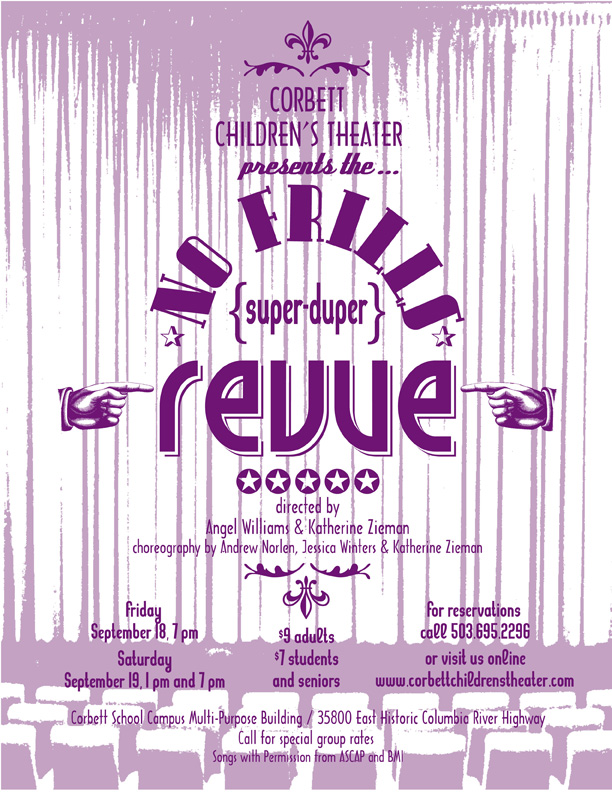 CORBETT
CHILDREN'S THEATER
presents the...
NO FRILLS
{super-duper}
revue
directed by
Angel Williams & Katherine Zieman
choreography by Andrew Norlen, Jessica Winters & Katherine Zieman
Friday
September 18, 7 pm
Saturday
September 19, 1 pm and 7 pm
$9 adults
$7 students
and seniors
for reservations
call 503.695.2296
or visit us online
www.corbettchildrenstheater.com
Corbett School Campus Multi-Purpose Building / 35800 East Historic Columbia River Highway
Call for special group rates
Songs with Permission from ASCAP and BMI